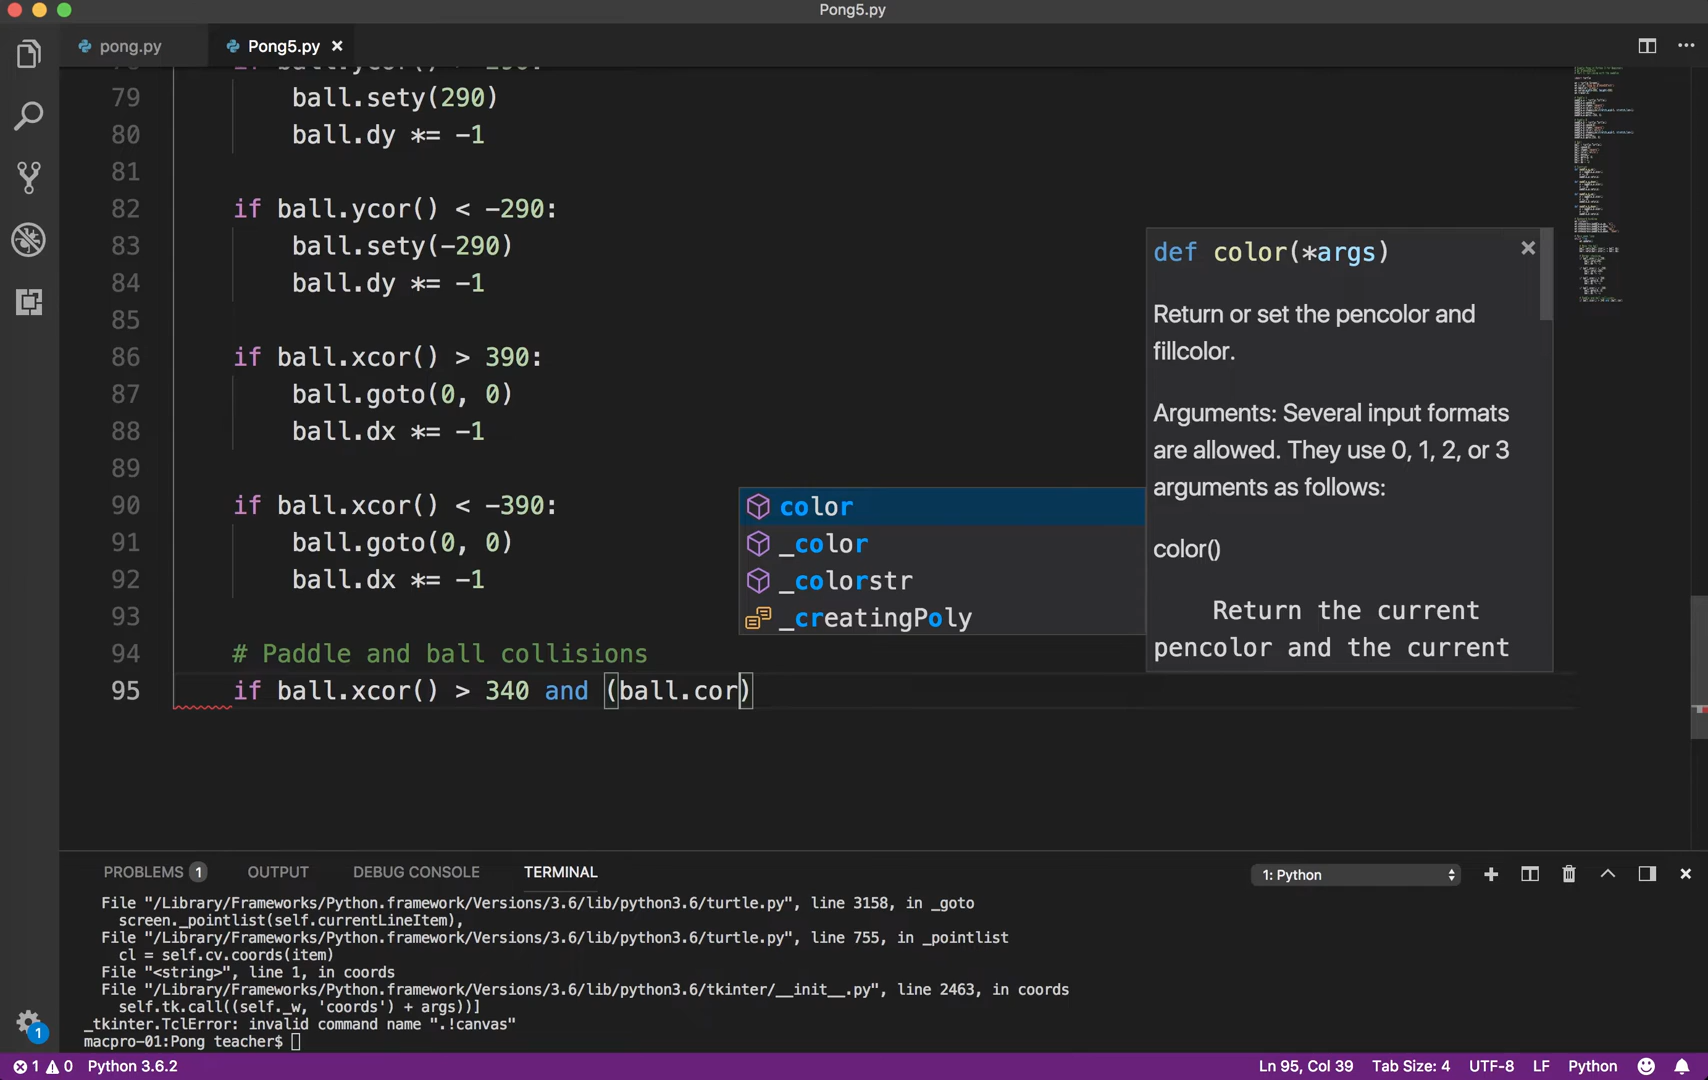 Pong5.py
pong.py Pong5.py ×
79 ball.sety(290)
80 ball.dy *= -1
81
82 if ball.ycor() < -290:
83 ball.sety(-290)
84 ball.dy *= -1
85
86 if ball.xcor() > 390:
87 ball.goto(0, 0)
88 ball.dx *= -1
89
90 if ball.xcor() < -390:
91 ball.goto(0, 0)
92 ball.dx *= -1
93
94 # Paddle and ball collisions
95 if ball.xcor() > 340 and (ball.cor)
color
_color
_colorstr
_creatingPoly
def color(*args)
Return or set the pencolor and
fillcolor.
Arguments: Several input formats
are allowed. They use 0, 1, 2, or 3
arguments as follows:
color()
Return the current
pencolor and the current
PROBLEMS 1 OUTPUT DEBUG CONSOLE TERMINAL 1: Python
File "/Library/Frameworks/Python.framework/Versions/3.6/lib/python3.6/turtle.py", line 3158, in _goto
screen._pointlist(self.currentLineItem),
File "/Library/Frameworks/Python.framework/Versions/3.6/lib/python3.6/turtle.py", line 755, in _pointlist
cl = self.cv.coords(item)
File "<string>", line 1, in coords
File "/Library/Frameworks/Python.framework/Versions/3.6/lib/python3.6/tkinter/__init__.py", line 2463, in coords
self.tk.call((self._w, 'coords') + args))]
_tkinter.TclError: invalid command name ".!canvas"
macpro-01:Pong teacher$
1
1 0 Python 3.6.2 Ln 95, Col 39 Tab Size: 4 UTF-8 LF Python